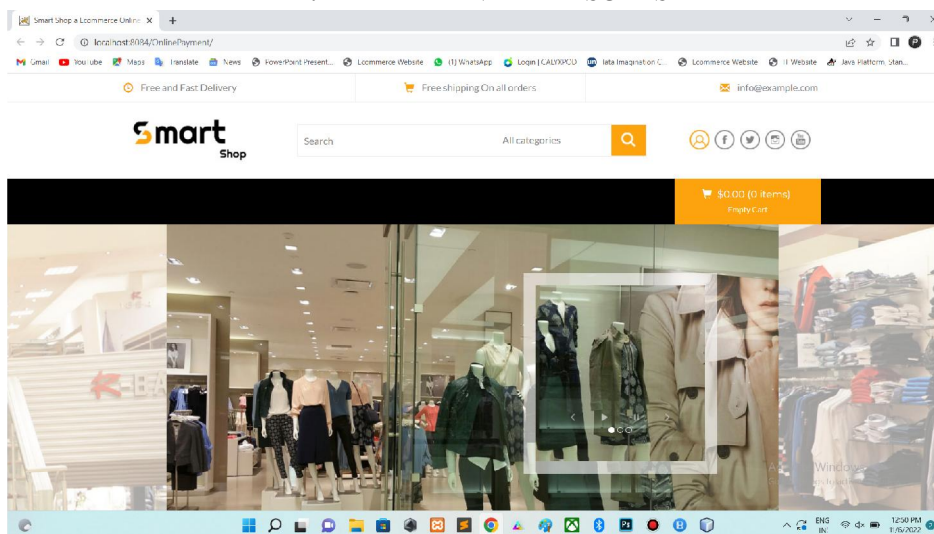 Smart Shop a Ecommerce Online
localhost:8084/OnlinePayment/
Gmail YouTube Maps Translate News PowerPoint Present... Ecommerce Website (1) WhatsApp Login | CALYXPOD Tata Imagination C... Ecommerce Website IT Website Java Platform, Stan...
Free and Fast Delivery Free shipping On all orders info@example.com
Smart
Shop
Search All categories
$0.00 (0 items)
Empty Cart
ENG
IN
12:50 PM
11/6/2022